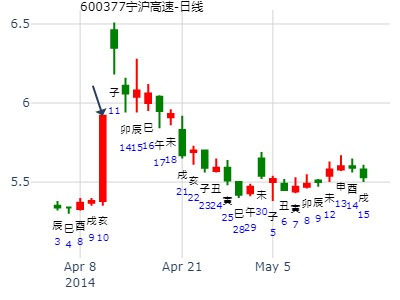 600377宁沪高速-日线
6.5
6
5.5
辰 巳 酉 戌 亥 子 卯 辰 巳 午 未 戌 亥 子 丑 寅 巳 午 未 子 丑 寅 卯 辰 未 申 酉 戌
3 4 8 9 10 11 14 15 16 17 18 21 22 23 24 25 28 29 30 5 6 7 8 9 12 13 14 15
Apr 8 Apr 21 May 5
2014